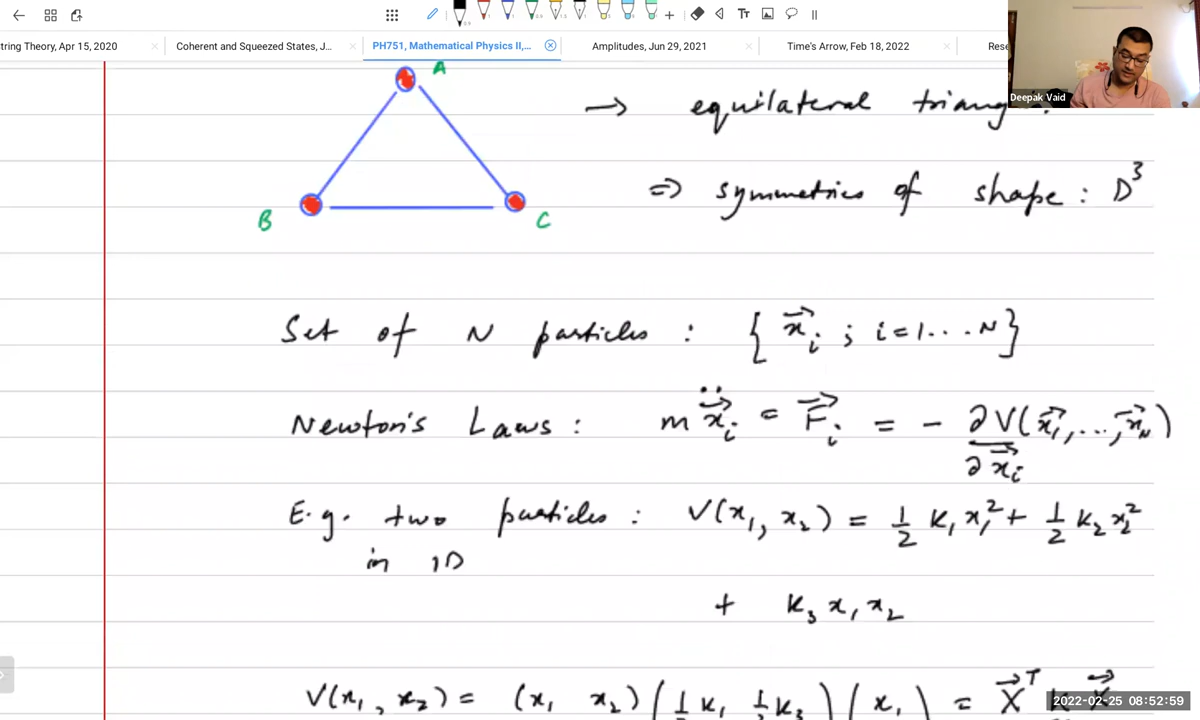 tring Theory, Apr 15, 2020 Coherent and Squeezed States, J... PH751, Mathematical Physics II,... Amplitudes, Jun 29, 2021 Time's Arrow, Feb 18, 2022 Rese
Deepak Vaid
A
→ equilateral triang
⇒ symmetries of shape : D³
B C
Set of N particles : { x⃗ᵢ ; i=1...N }
Newton's Laws : m x⃗̈ᵢ = F⃗ᵢ = - ∂V(x⃗₁,...,x⃗_N) / ∂x⃗ᵢ
E.g. two particles : V(x₁, x₂) = ½ k₁ x₁² + ½ k₂ x₂²
in 1D
+ k₃ x₁ x₂
V(x₁, x₂) = (x₁ x₂) ( ½ k₁ ½ k₃ ) ( x₁ ) = X⃗ᵀ k X⃗
2022-02-25 08:52:59